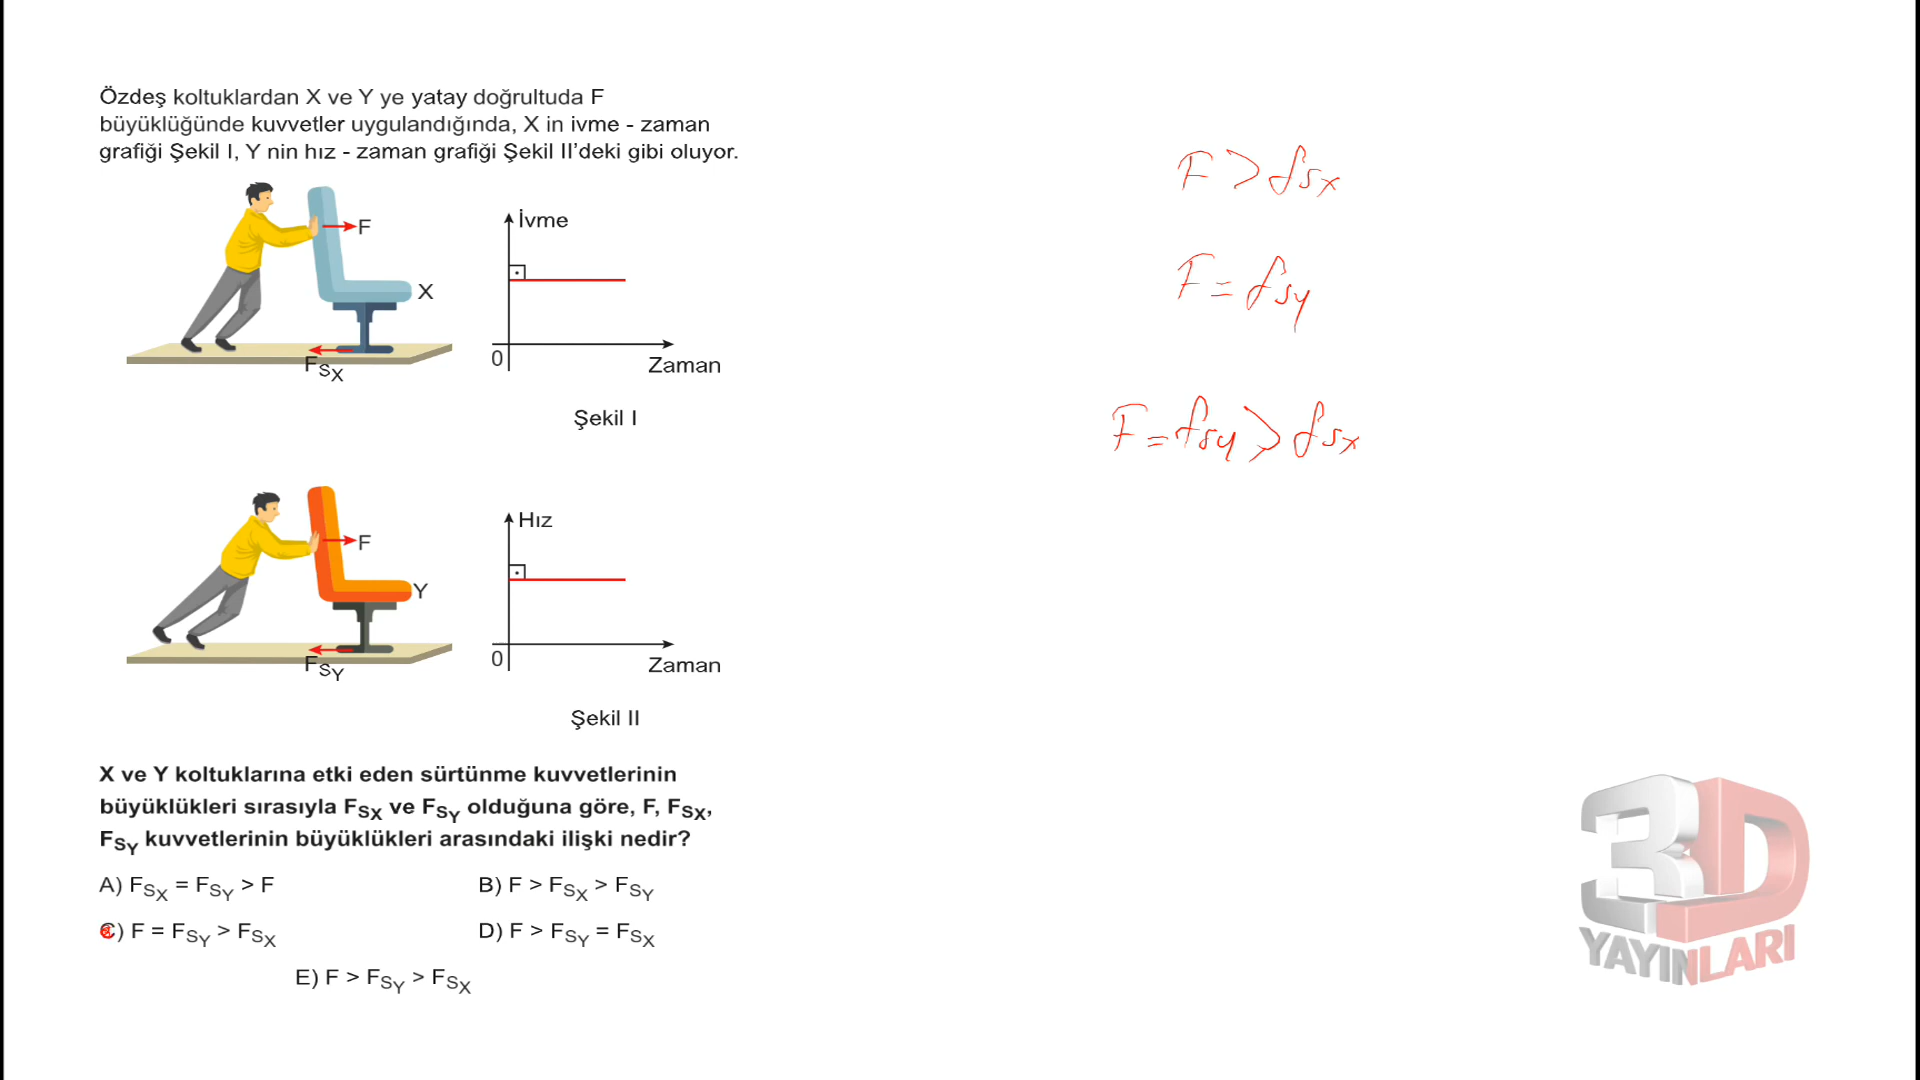 Özdeş koltuklardan X ve Y ye yatay doğrultuda F
büyüklüğünde kuvvetler uygulandığında, X in ivme - zaman
grafiği Şekil I, Y nin hız - zaman grafiği Şekil II'deki gibi oluyor.
F
X
FSX
İvme
0
Zaman
Şekil I
F
Y
FSY
Hız
0
Zaman
Şekil II
X ve Y koltuklarına etki eden sürtünme kuvvetlerinin
büyüklükleri sırasıyla FSX ve FSY olduğuna göre, F, FSX,
FSY kuvvetlerinin büyüklükleri arasındaki ilişki nedir?
A) FSX = FSY > F
B) F > FSX > FSY
C) F = FSY > FSX
D) F > FSY = FSX
E) F > FSY > FSX
F > fsx
F = fsy
F = fsy > fsx
3D
YAYINLARI